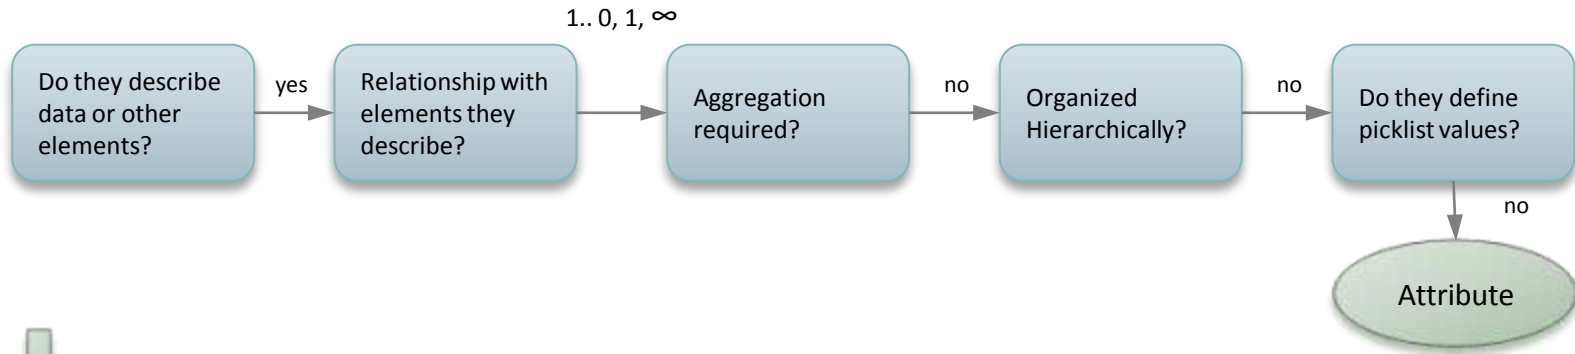 1.. 0, 1, ∞
Do they describe
data or other
elements?
yes
Relationship with
elements they
describe?
Aggregation
required?
no
Organized
Hierarchically?
no
Do they define
picklist values?
no
Attribute